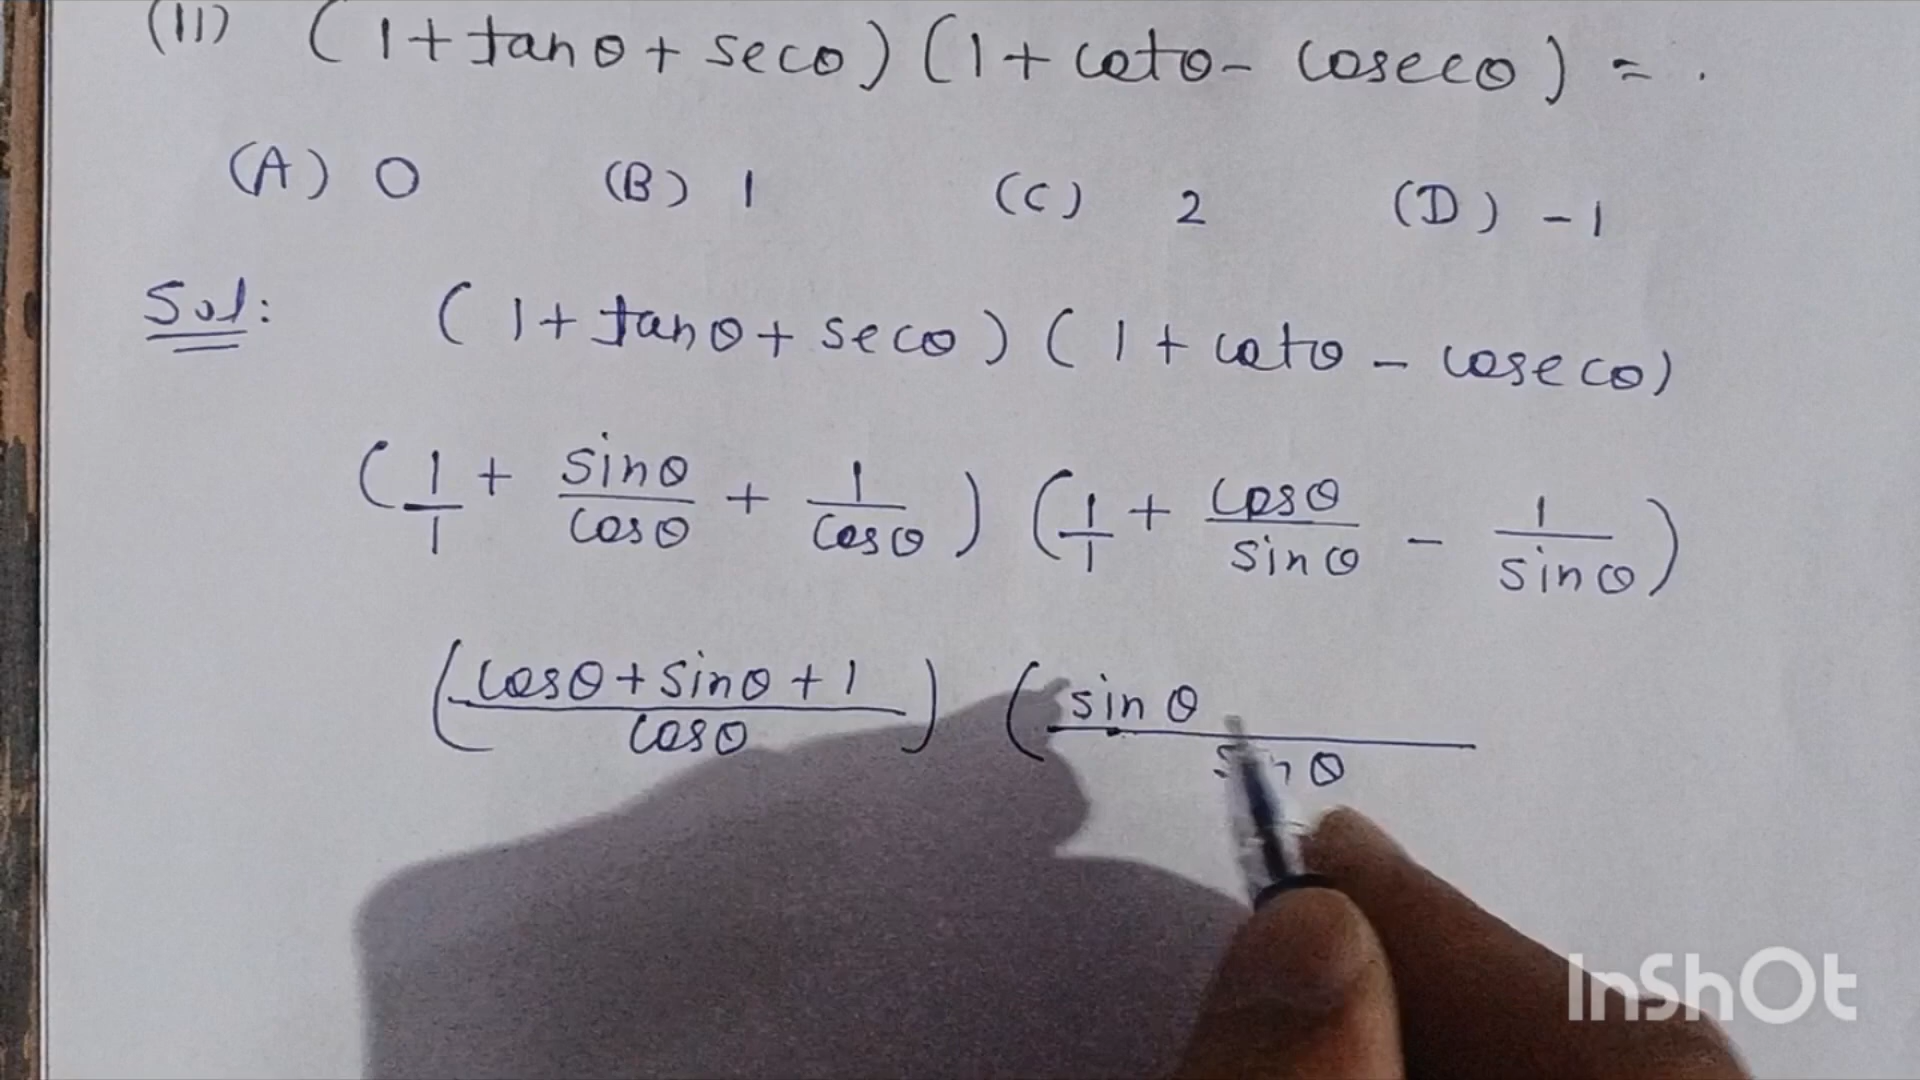 (11) (1+tanθ+secθ)(1+cotθ-cosecθ) = .
(A) 0 (B) 1 (C) 2 (D) -1
Sol: (1+tanθ+secθ)(1+cotθ-cosecθ)
(1/1 + sinθ/cosθ + 1/cosθ)(1/1 + cosθ/sinθ - 1/sinθ)
((cosθ+sinθ+1)/cosθ)(sinθ/sinθ
InShOt